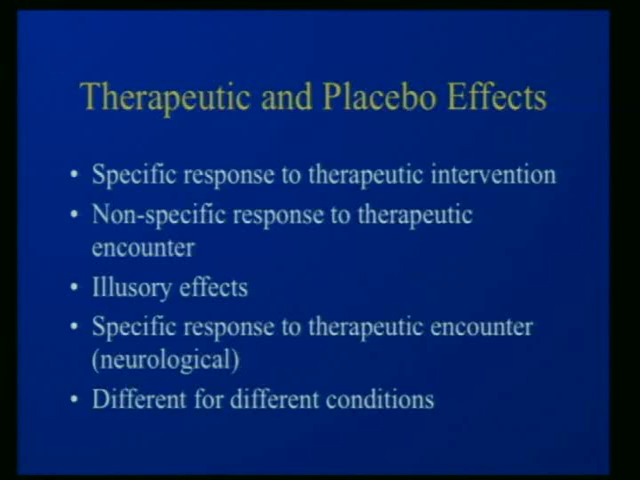 Therapeutic and Placebo Effects
• Specific response to therapeutic intervention
• Non-specific response to therapeutic
encounter
• Illusory effects
• Specific response to therapeutic encounter
(neurological)
• Different for different conditions